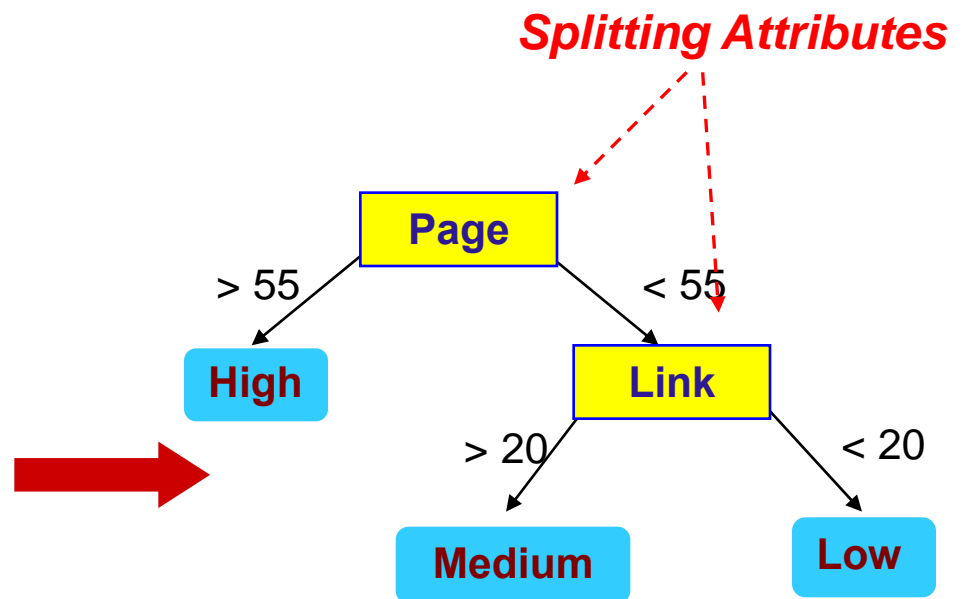 Splitting Attributes
Page
> 55
< 55
High
Link
> 20
< 20
Medium
Low